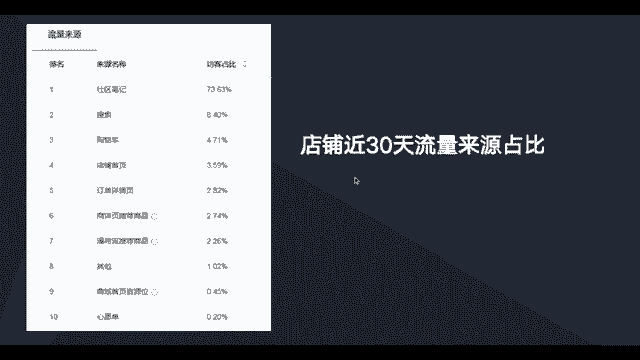 流量来源
排名 来源名称 访客占比
1 社区笔记 73.63%
2 搜索 8.40%
3 购物车 4.71%
4 店铺首页 3.59%
5 订单详情页 2.82%
6 商详页推荐商品 2.74%
7 瀑布流推荐商品 2.26%
8 其他 1.02%
9 商城首页资源位 0.45%
10 心愿单 0.20%
店铺近30天流量来源占比